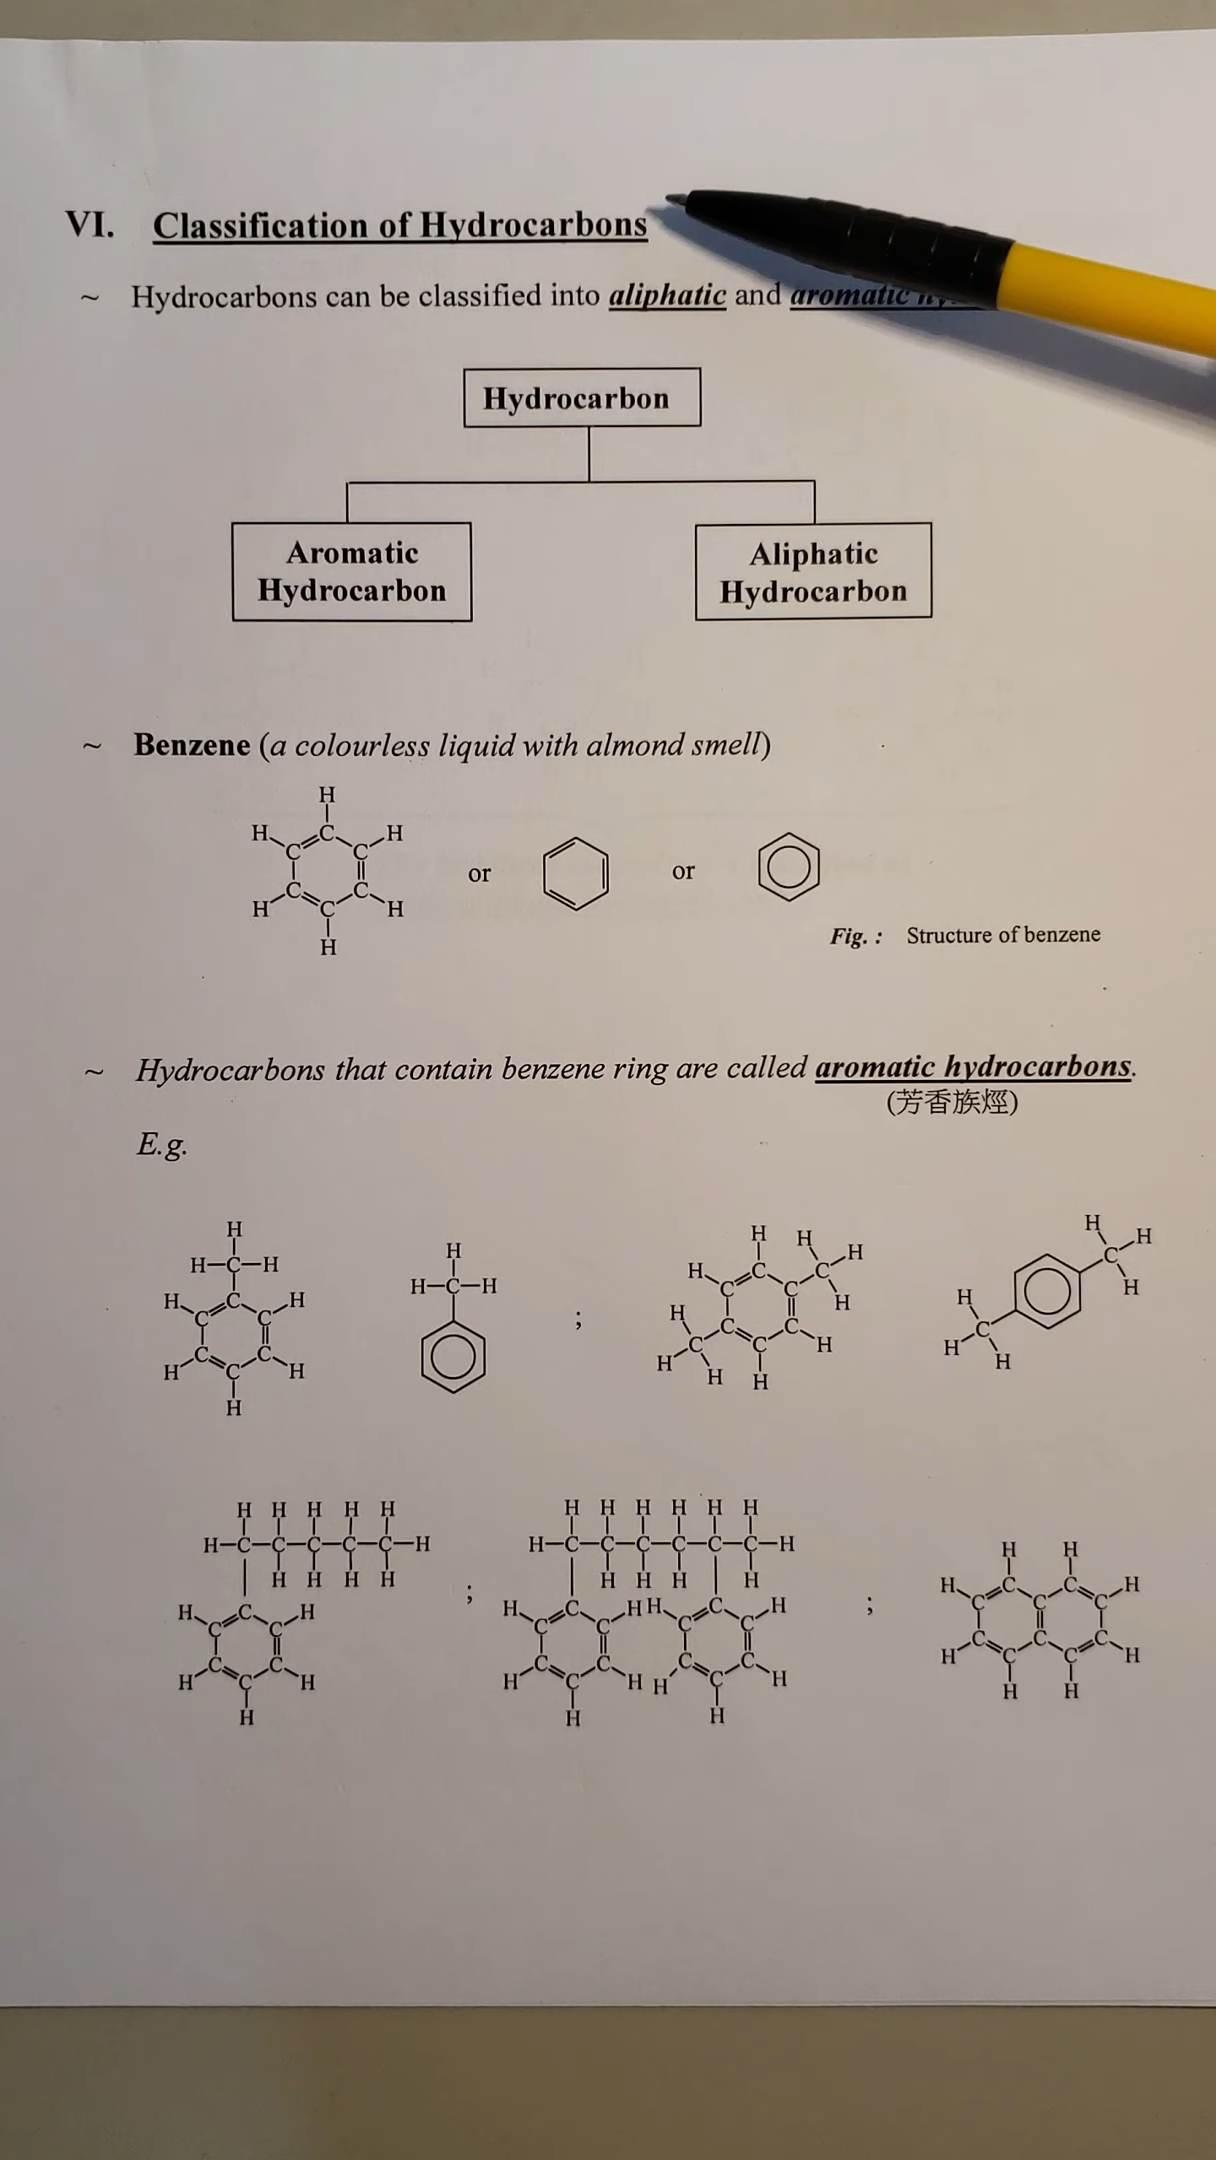 VI. Classification of Hydrocarbons
~ Hydrocarbons can be classified into aliphatic and aromatic
Hydrocarbon
Aromatic Hydrocarbon
Aliphatic Hydrocarbon
~ Benzene (a colourless liquid with almond smell)
H
H C H
C C
or
or
C C
H C H
H
Fig. : Structure of benzene
~ Hydrocarbons that contain benzene ring are called aromatic hydrocarbons.
(芳香族烴)
E.g.
H
H-C-H
H C H
C C
C C
H C H
H
H
H-C-H
;
H H H
H C C H
C C H
H C C
C C H
H H H
H H
C H
H H
H C
H
H H H H H
H-C-C-C-C-C-H
H H H H
H C H
C C
C C
H C H
H
;
H H H H H H
H-C-C-C-C-C-C-H
H H H H
H C H H C H
C C C C
C C C C
H C H H C H
H H
;
H H
H C C H
C C C
C C C
H C C H
H H